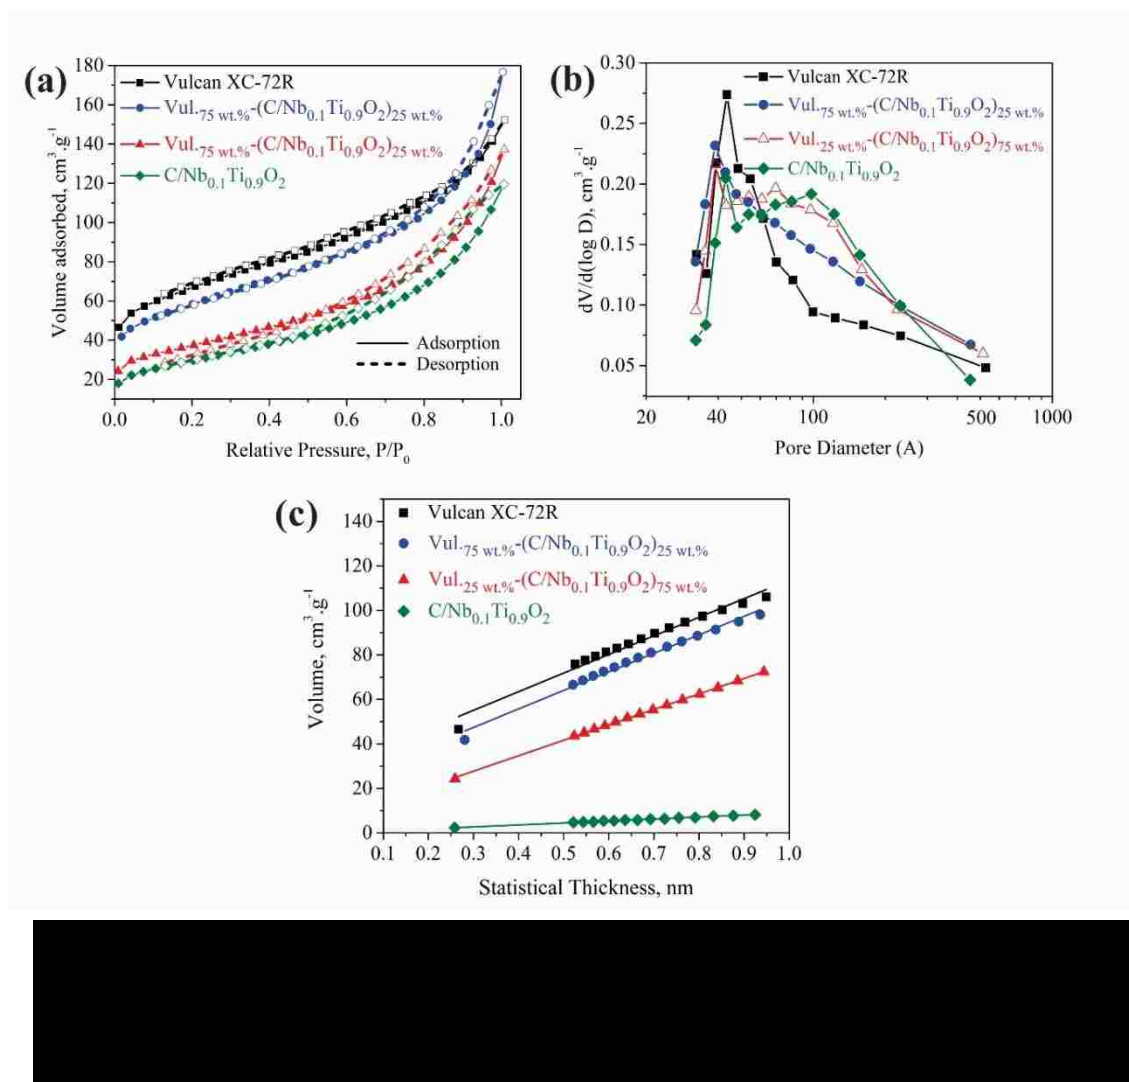 (a)
Vulcan XC-72R
Vul.75 wt.%-(C/Nb0.1Ti0.9O2)25 wt.%
Vul.75 wt.%-(C/Nb0.1Ti0.9O2)25 wt.%
C/Nb0.1Ti0.9O2
Adsorption
Desorption
180
160
140
120
100
80
60
40
20
Volume adsorbed, cm3.g-1
0.0 0.2 0.4 0.6 0.8 1.0
Relative Pressure, P/P0
(b)
Vulcan XC-72R
Vul.75 wt.%-(C/Nb0.1Ti0.9O2)25 wt.%
Vul.25 wt.%-(C/Nb0.1Ti0.9O2)75 wt.%
C/Nb0.1Ti0.9O2
0.30
0.25
0.20
0.15
0.10
0.05
dV/d(log D), cm3.g-1
20 40 100 500 1000
Pore Diameter (A)
(c)
Vulcan XC-72R
Vul.75 wt.%-(C/Nb0.1Ti0.9O2)25 wt.%
Vul.25 wt.%-(C/Nb0.1Ti0.9O2)75 wt.%
C/Nb0.1Ti0.9O2
140
120
100
80
60
40
20
0
Volume, cm3.g-1
0.1 0.2 0.3 0.4 0.5 0.6 0.7 0.8 0.9 1.0
Statistical Thickness, nm